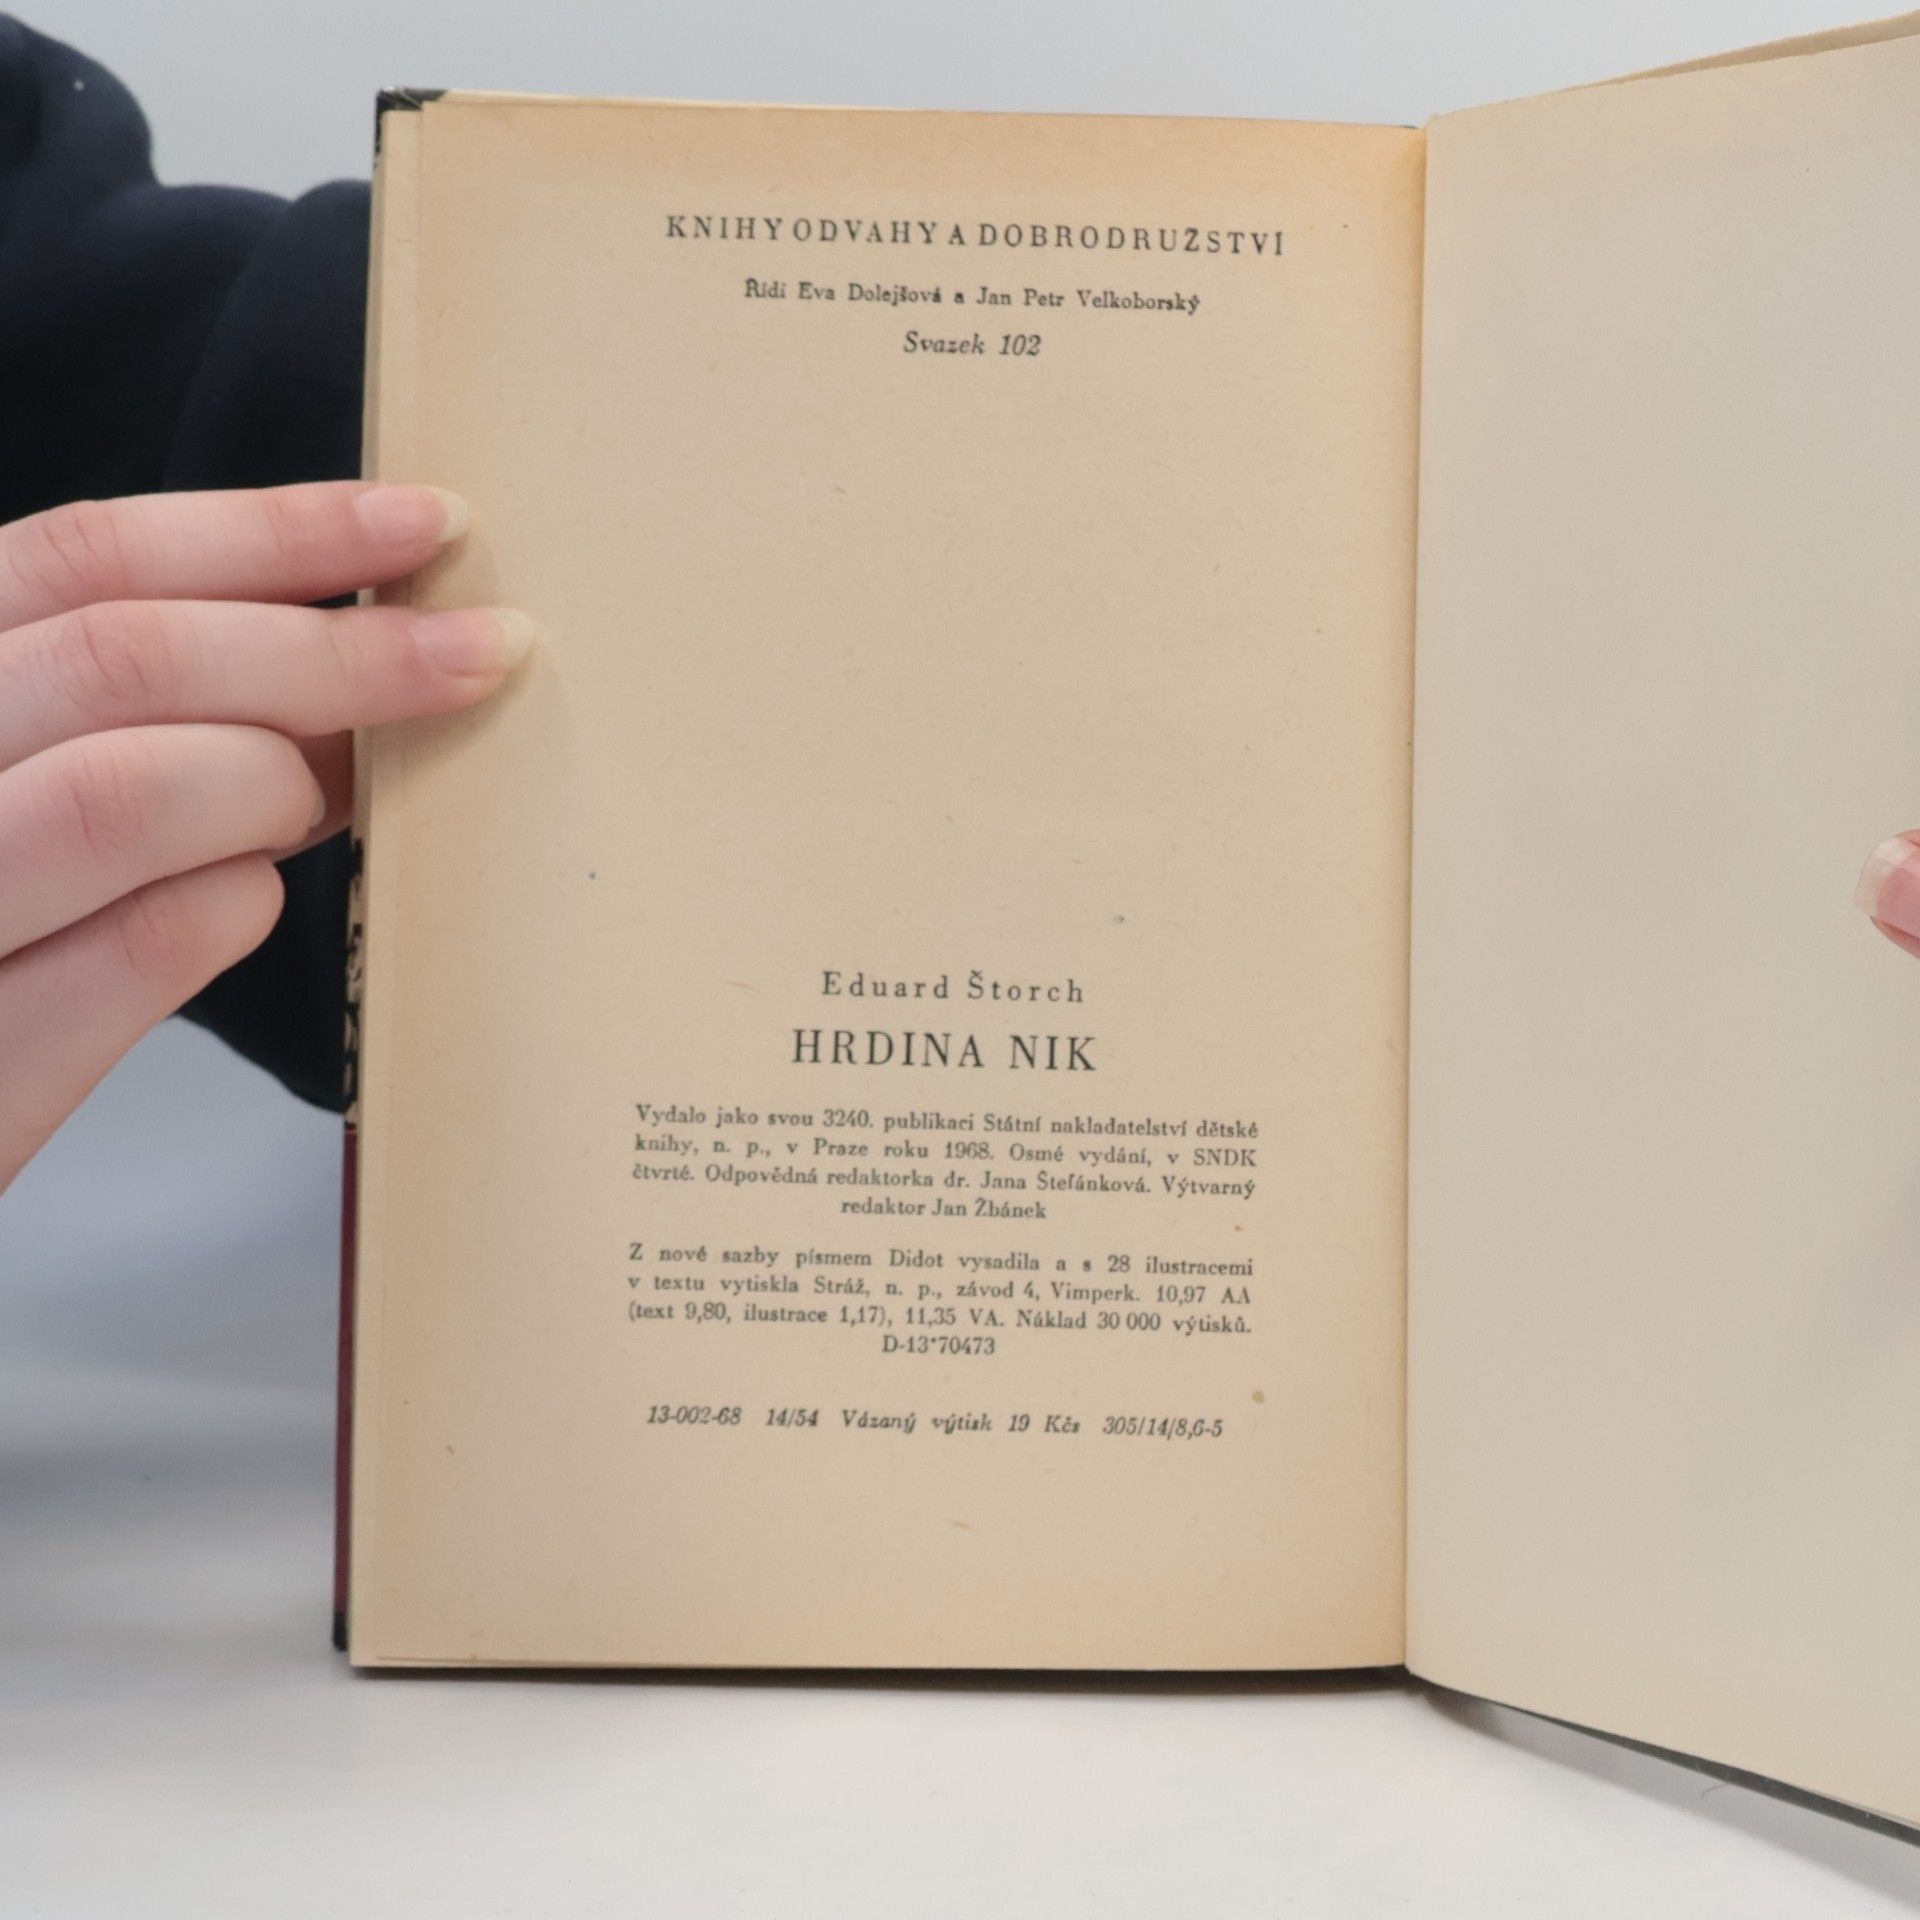 KNIHY ODVAHY A DOBRODRUŽSTVÍ
Řídí Eva Dolejšová a Jan Petr Velkoborský
Svazek 102
Eduard Štorch
HRDINA NIK
Vydalo jako svou 3240. publikaci Státní nakladatelství dětské
knihy, n. p., v Praze roku 1968. Osmé vydání, v SNDK
čtvrté. Odpovědná redaktorka dr. Jana Štefánková. Výtvarný
redaktor Jan Žbánek
Z nové sazby písmem Didot vysadila a s 28 ilustracemi
v textu vytiskla Stráž, n. p., závod 4, Vimperk. 10,97 AA
(text 9,80, ilustrace 1,17), 11,35 VA. Náklad 30 000 výtisků.
D-13*70473
13-002-68 14/54 Vázaný výtisk 19 Kčs 305/14/8,6-5